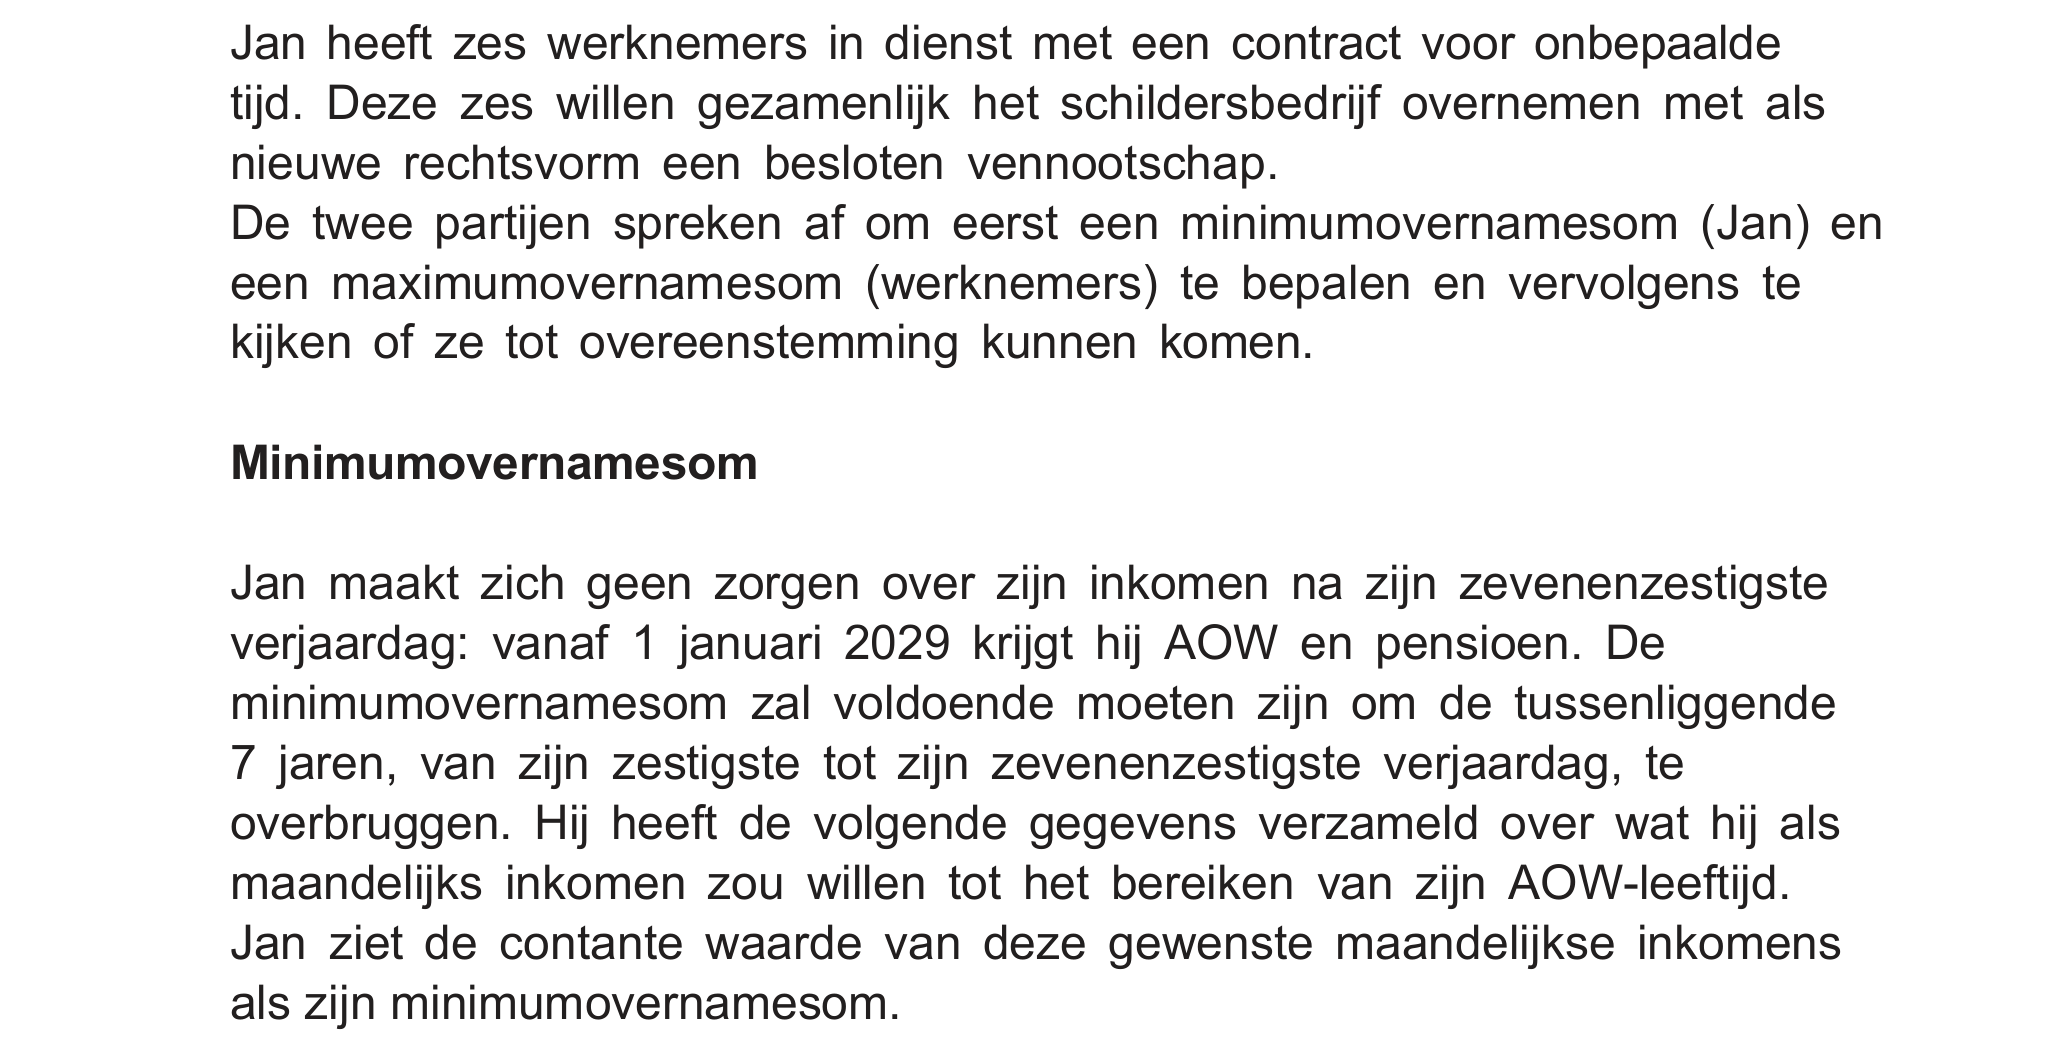 Jan heeft zes werknemers in dienst met een contract voor onbepaalde
tijd. Deze zes willen gezamenlijk het schildersbedrijf overnemen met als
nieuwe rechtsvorm een besloten vennootschap.
De twee partijen spreken af om eerst een minimumovernamesom (Jan) en
een maximumovernamesom (werknemers) te bepalen en vervolgens te
kijken of ze tot overeenstemming kunnen komen.
Minimumovernamesom
Jan maakt zich geen zorgen over zijn inkomen na zijn zevenenzestigste
verjaardag: vanaf 1 januari 2029 krijgt hij AOW en pensioen. De
minimumovernamesom zal voldoende moeten zijn om de tussenliggende
7 jaren, van zijn zestigste tot zijn zevenenzestigste verjaardag, te
overbruggen. Hij heeft de volgende gegevens verzameld over wat hij als
maandelijks inkomen zou willen tot het bereiken van zijn AOW-leeftijd.
Jan ziet de contante waarde van deze gewenste maandelijkse inkomens
als zijn minimumovernamesom.